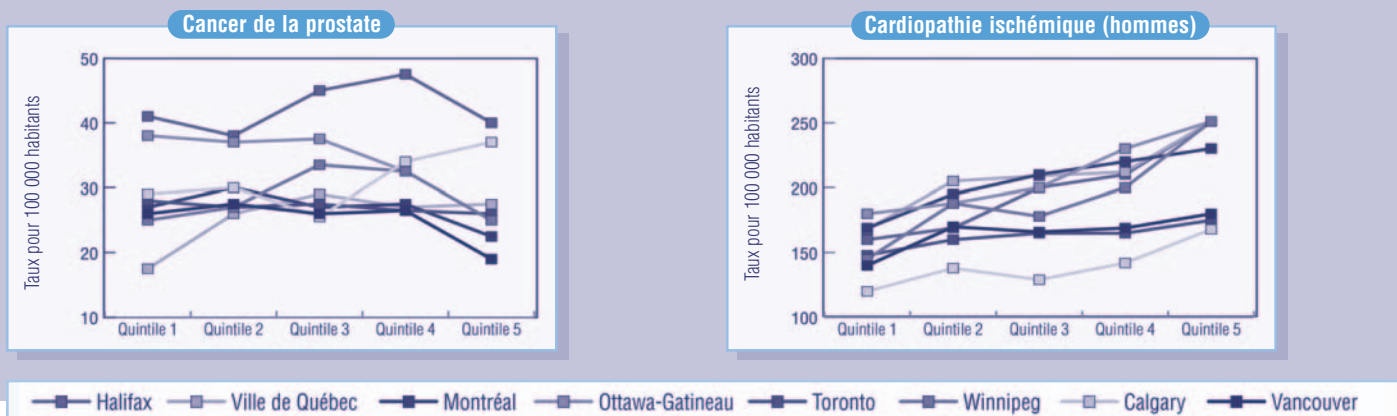 Cancer de la prostate
Taux pour 100 000 habitants
50
40
30
20
10
Quintile 1 Quintile 2 Quintile 3 Quintile 4 Quintile 5
Cardiopathie ischémique (hommes)
Taux pour 100 000 habitants
300
250
200
150
100
Quintile 1 Quintile 2 Quintile 3 Quintile 4 Quintile 5
Halifax Ville de Québec Montréal Ottawa-Gatineau Toronto Winnipeg Calgary Vancouver